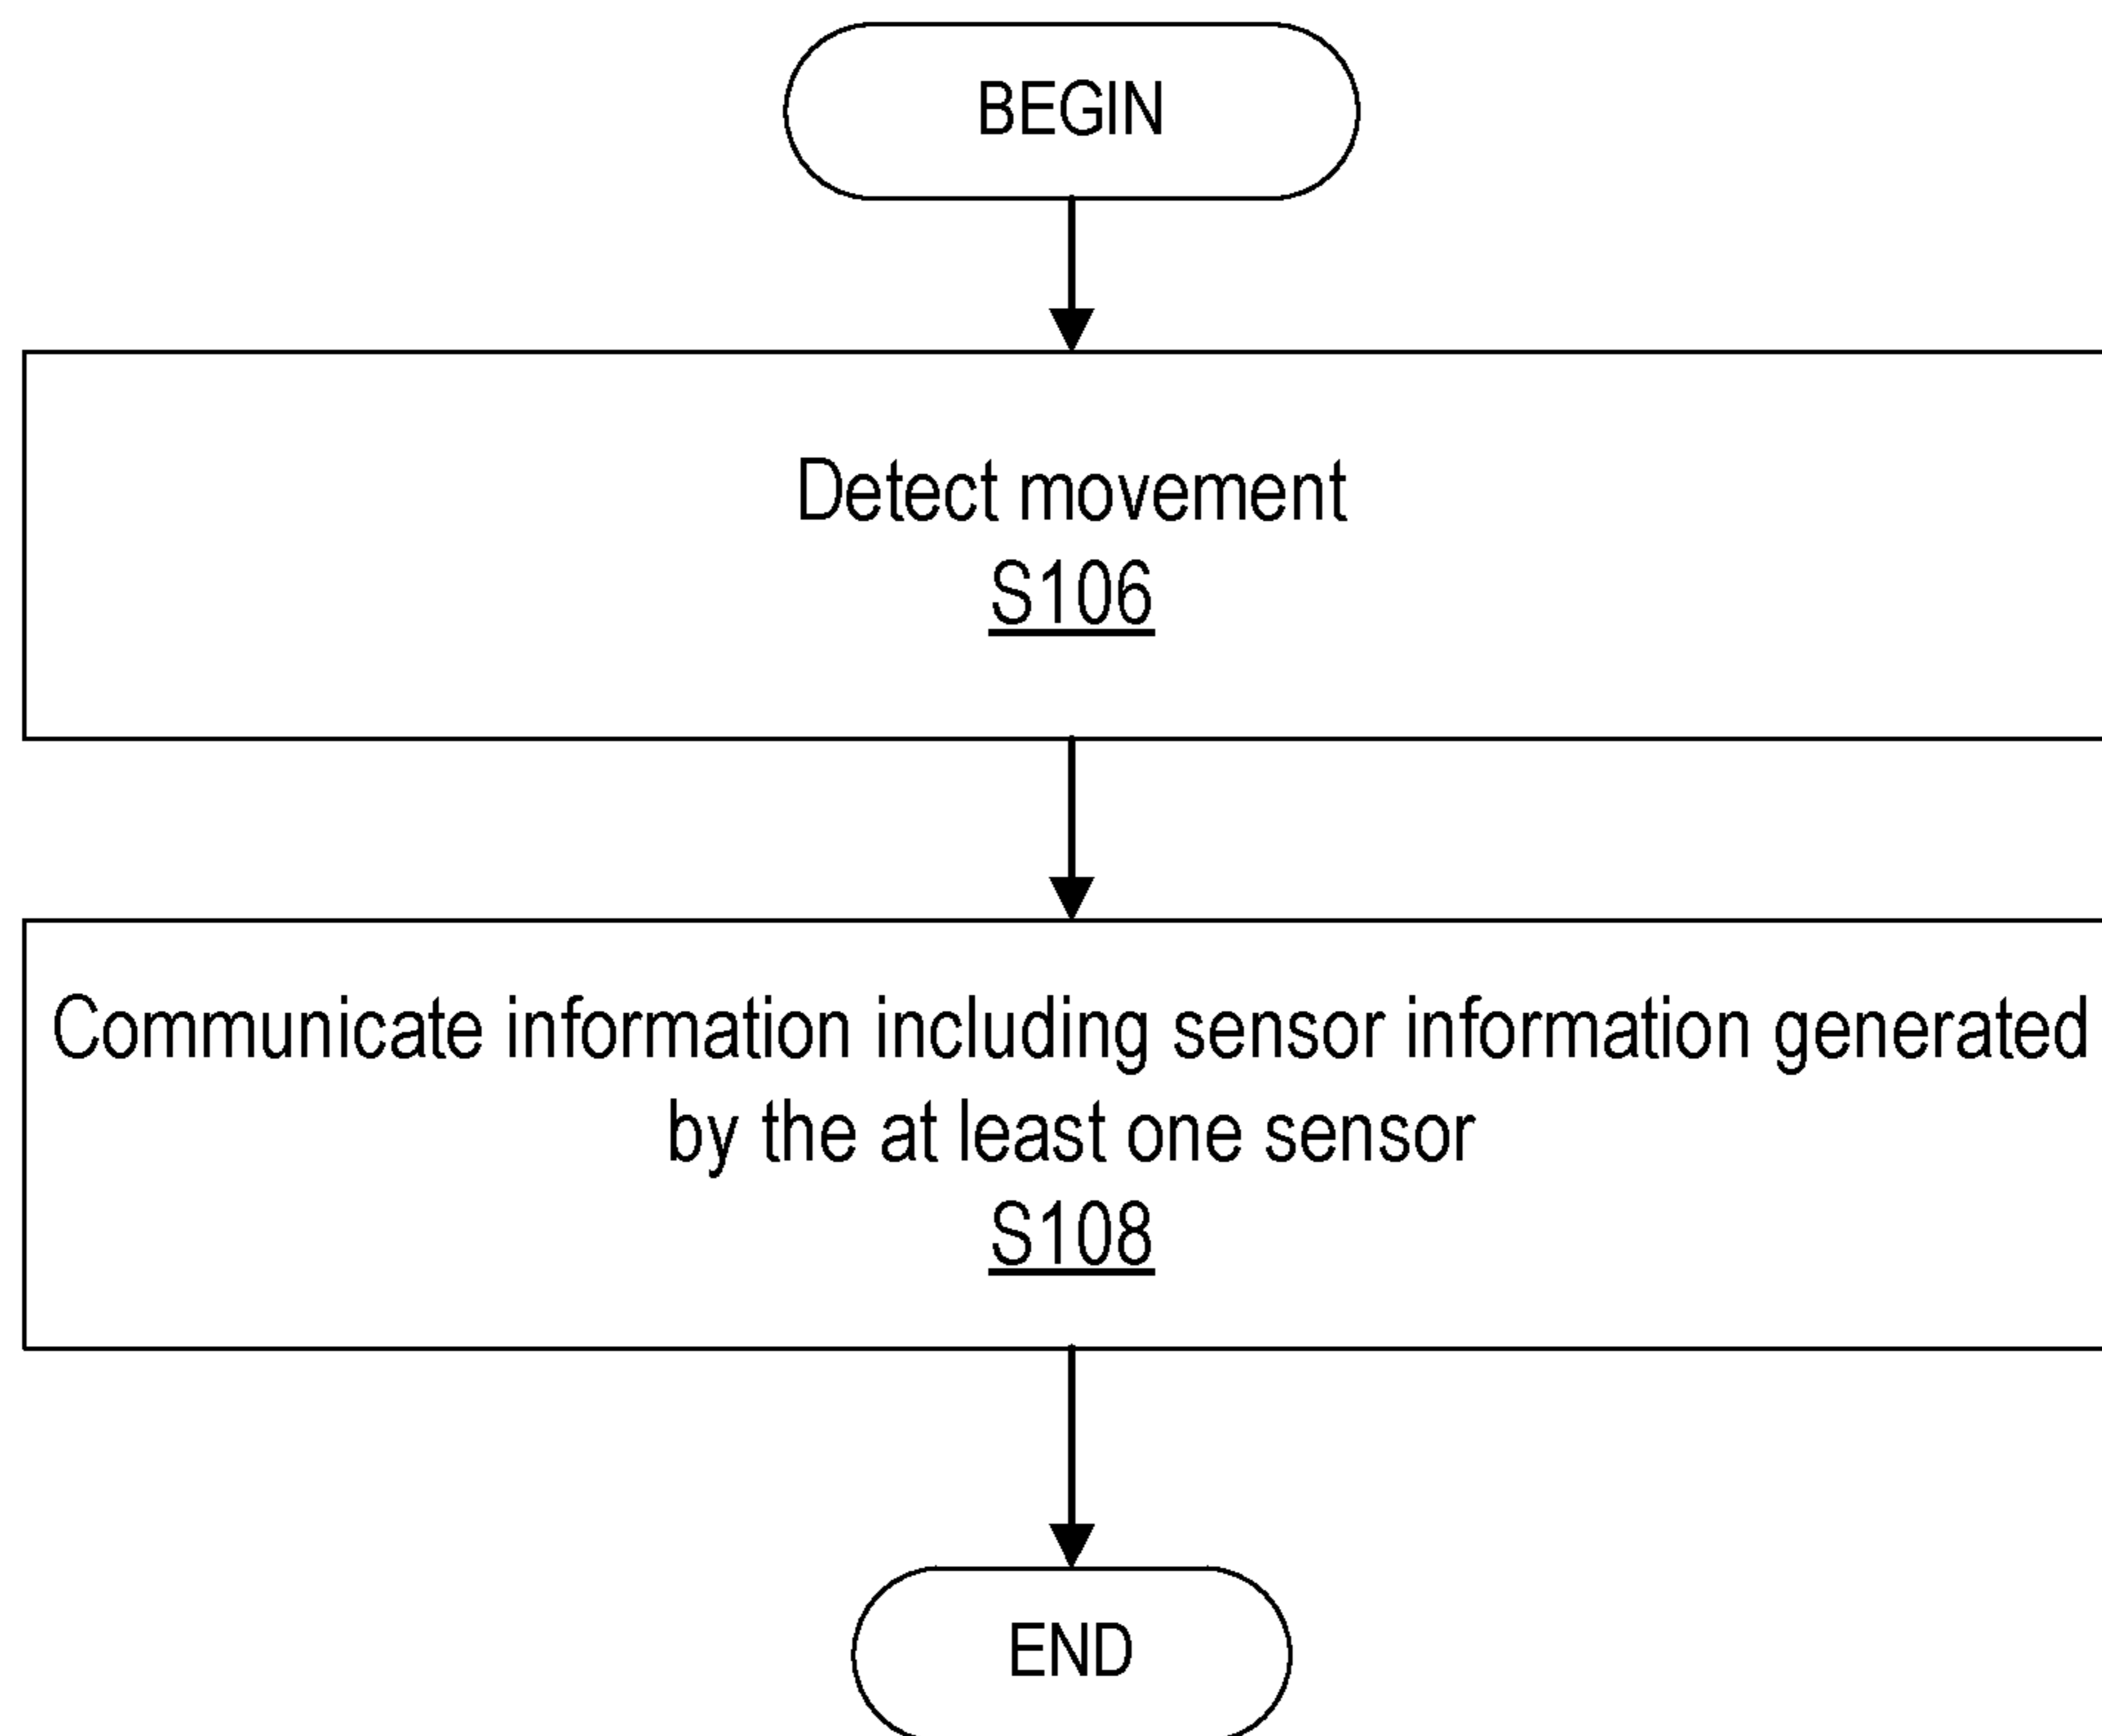 BEGIN
Detect movement
S106
Communicate information including sensor information generated
by the at least one sensor
S108
END